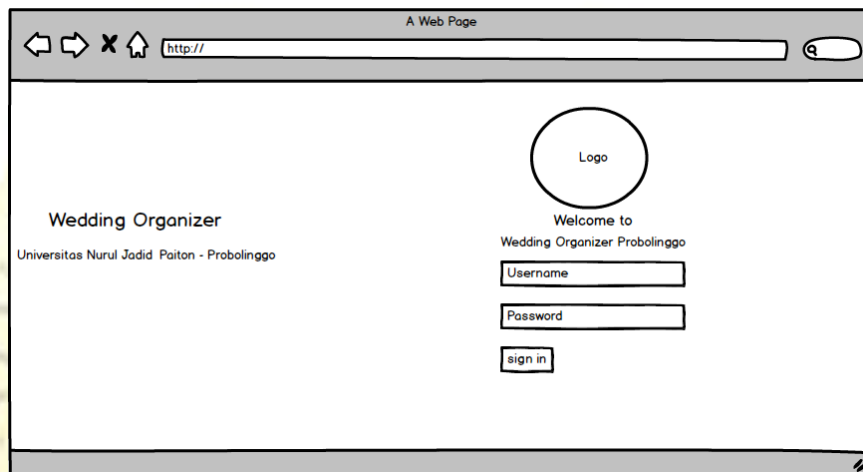 A Web Page
http://
Logo
Wedding Organizer
Universitas Nurul Jadid Paiton - Probolinggo
Welcome to
Wedding Organizer Probolinggo
Username
Password
sign in